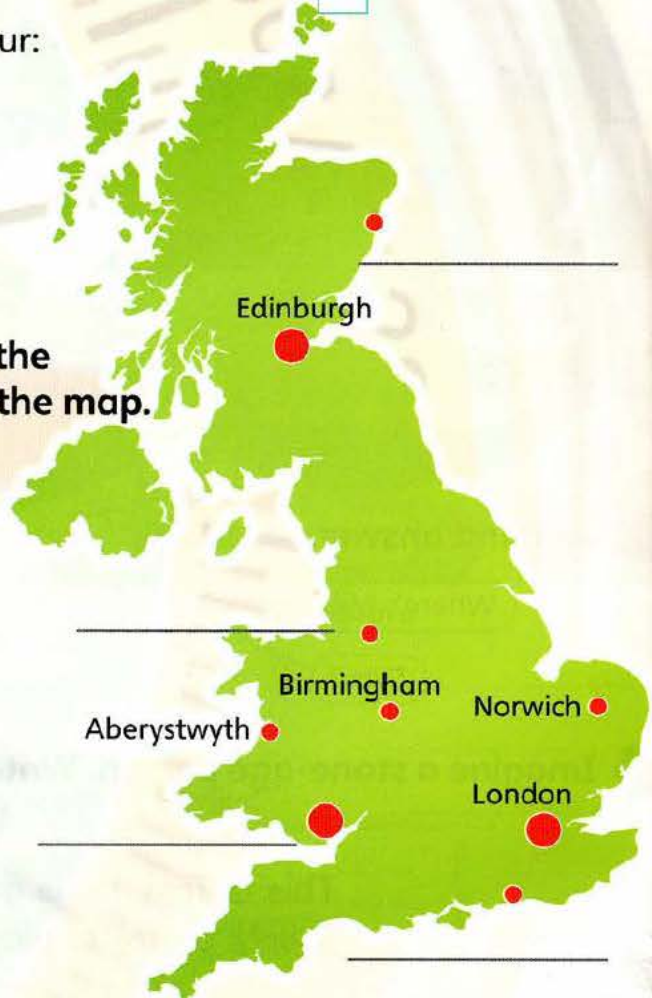 ur:
Edinburgh
the
the map.
Birmingham
Norwich
Aberystwyth
London